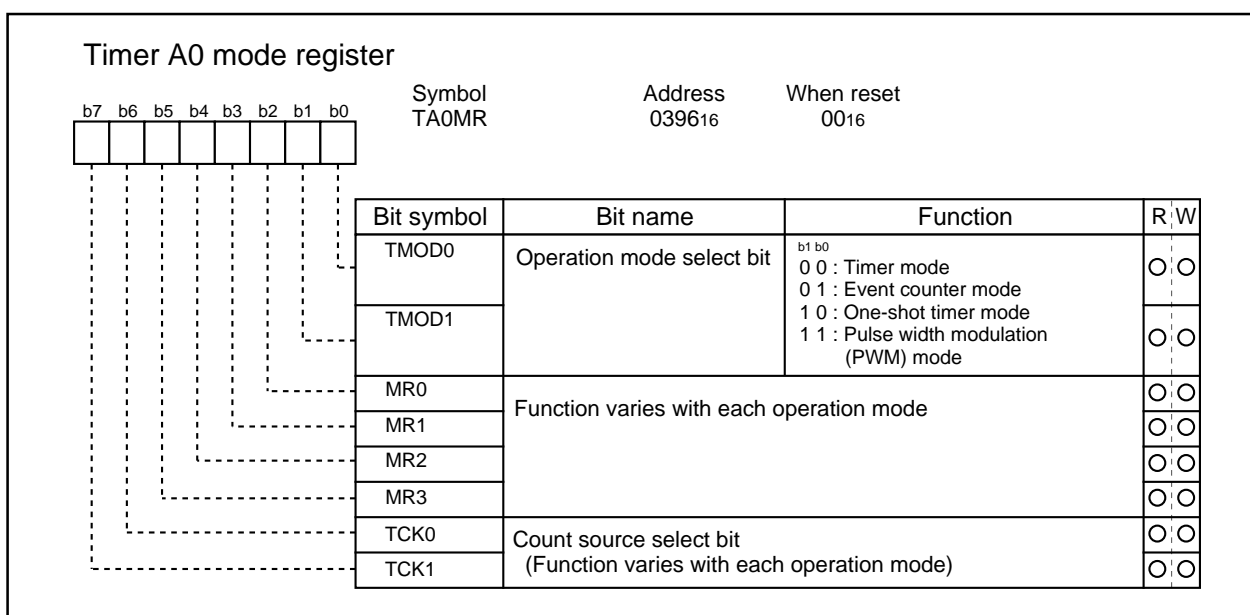 Timer A0 mode register
Symbol Address When reset
b7 b6 b5 b4 b3 b2 b1 b0
TA0MR 039616 0016
Bit symbol Bit name Function R W
TMOD0 Operation mode select bit b1 b0
0 0 : Timer mode
0 1 : Event counter mode
TMOD1 1 0 : One-shot timer mode
1 1 : Pulse width modulation
(PWM) mode
MR0 Function varies with each operation mode
MR1
MR2
MR3
TCK0 Count source select bit
TCK1 (Function varies with each operation mode)